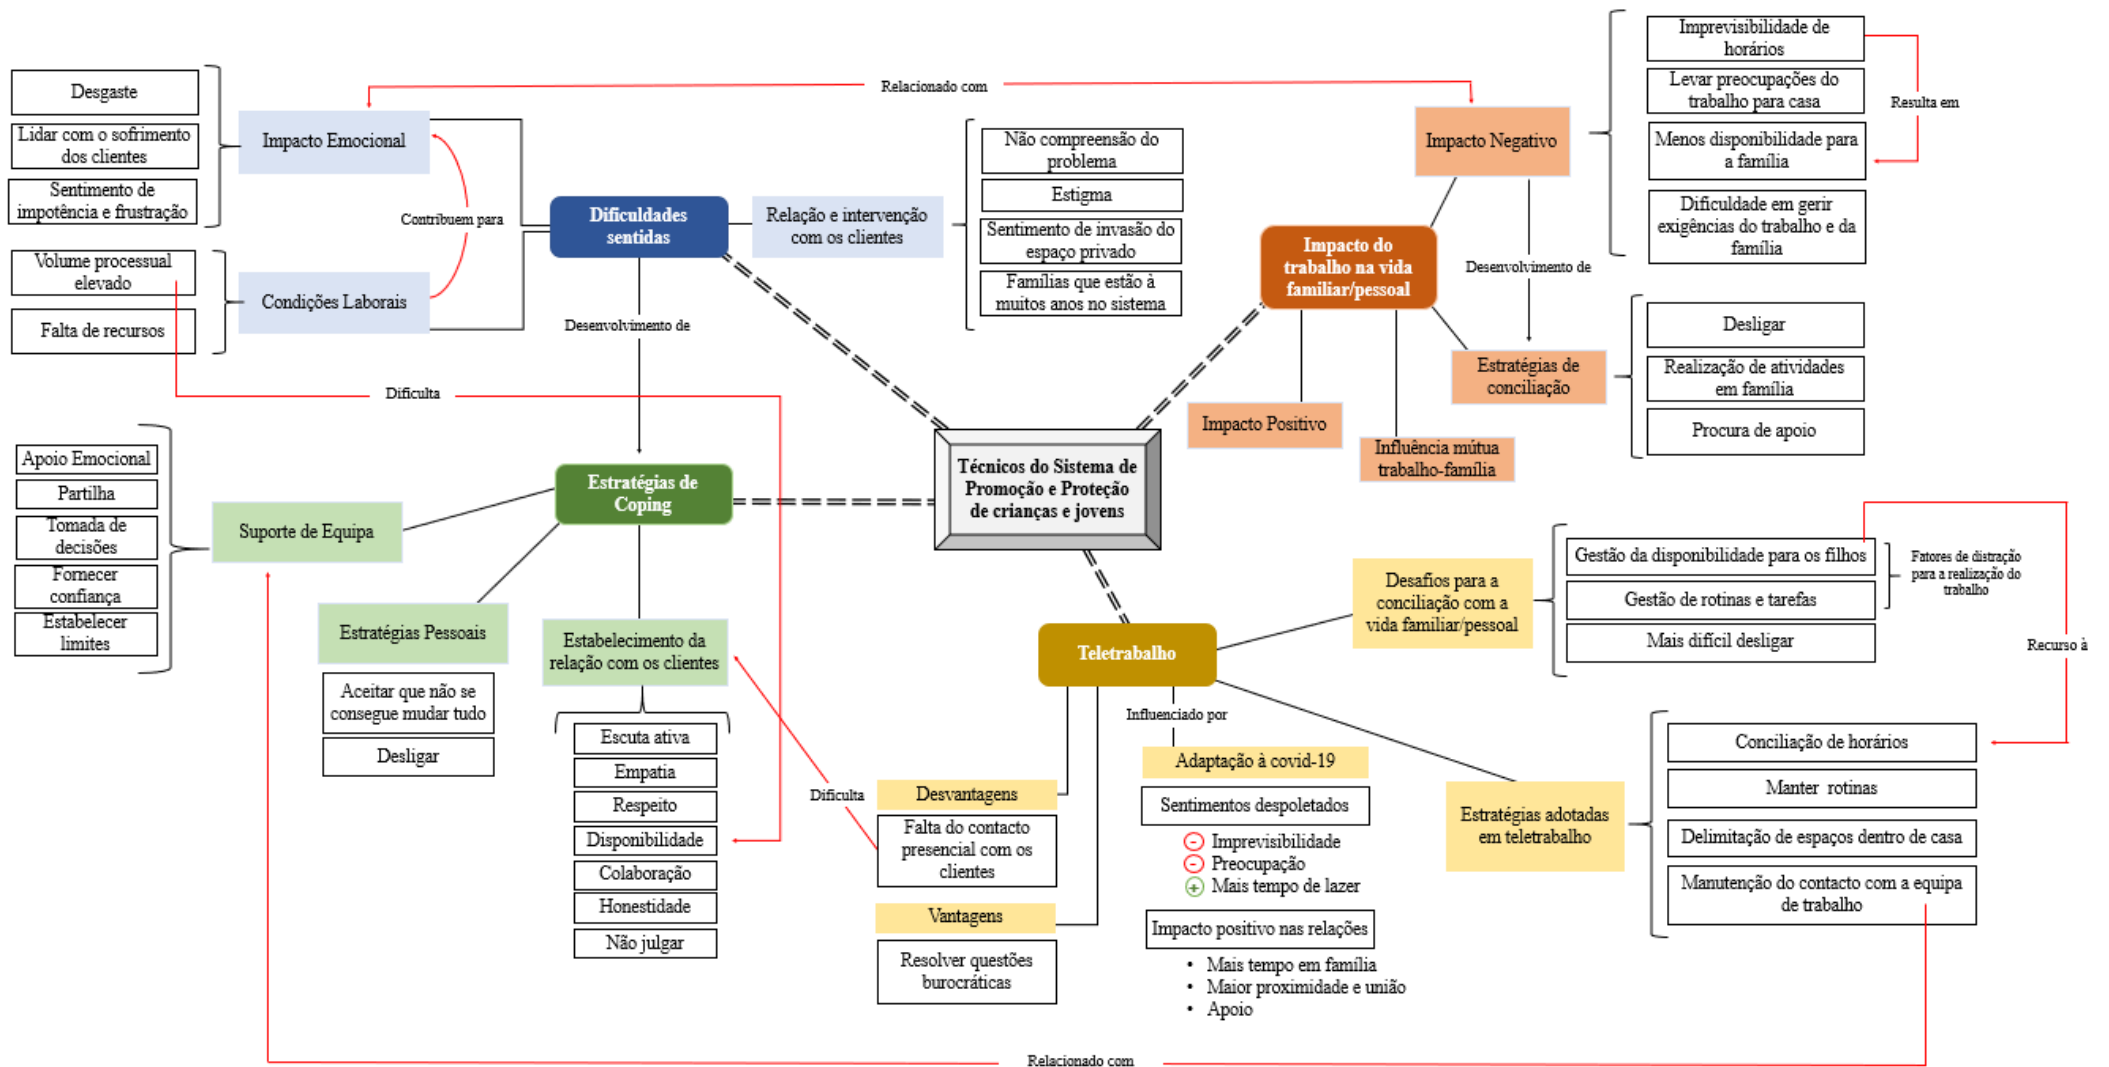 Desgaste
Lidar com o sofrimento
dos clientes
Sentimento de
impotência e frustração
Impacto Emocional
Volume processual
elevado
Falta de recursos
Condições Laborais
Contribuem para
Relacionado com
Dificuldades
sentidas
Relação e intervenção
com os clientes
Não compreensão do
problema
Estigma
Sentimento de invasão do
espaço privado
Famílias que estão à
muitos anos no sistema
Desenvolvimento de
Dificulta
Impacto do
trabalho na vida
familiar/pessoal
Impacto Negativo
Imprevisibilidade de
horários
Levar preocupações do
trabalho para casa
Menos disponibilidade para
a família
Dificuldade em gerir
exigências do trabalho e da
família
Resulta em
Desenvolvimento de
Estratégias de
conciliação
Desligar
Realização de atividades
em família
Procura de apoio
Impacto Positivo
Influência mútua
trabalho-família
Técnicos do Sistema de
Promoção e Proteção
de crianças e jovens
Estratégias de
Coping
Suporte de Equipa
Apoio Emocional
Partilha
Tomada de
decisões
Fornecer
confiança
Estabelecer
limites
Estratégias Pessoais
Aceitar que não se
consegue mudar tudo
Desligar
Estabelecimento da
relação com os clientes
Escuta ativa
Empatia
Respeito
Disponibilidade
Colaboração
Honestidade
Não julgar
Dificulta
Teletrabalho
Influenciado por
Desvantagens
Falta do contacto
presencial com os
clientes
Vantagens
Resolver questões
burocráticas
Adaptação à covid-19
Sentimentos despoletados
- Imprevisibilidade
- Preocupação
+ Mais tempo de lazer
Impacto positivo nas relações
• Mais tempo em família
• Maior proximidade e união
• Apoio
Desafios para a
conciliação com a
vida familiar/pessoal
Gestão da disponibilidade para os filhos
Gestão de rotinas e tarefas
Mais difícil desligar
Fatores de distração
para a realização do
trabalho
Recurso à
Estratégias adotadas
em teletrabalho
Conciliação de horários
Manter rotinas
Delimitação de espaços dentro de casa
Manutenção do contacto com a equipa
de trabalho
Relacionado com